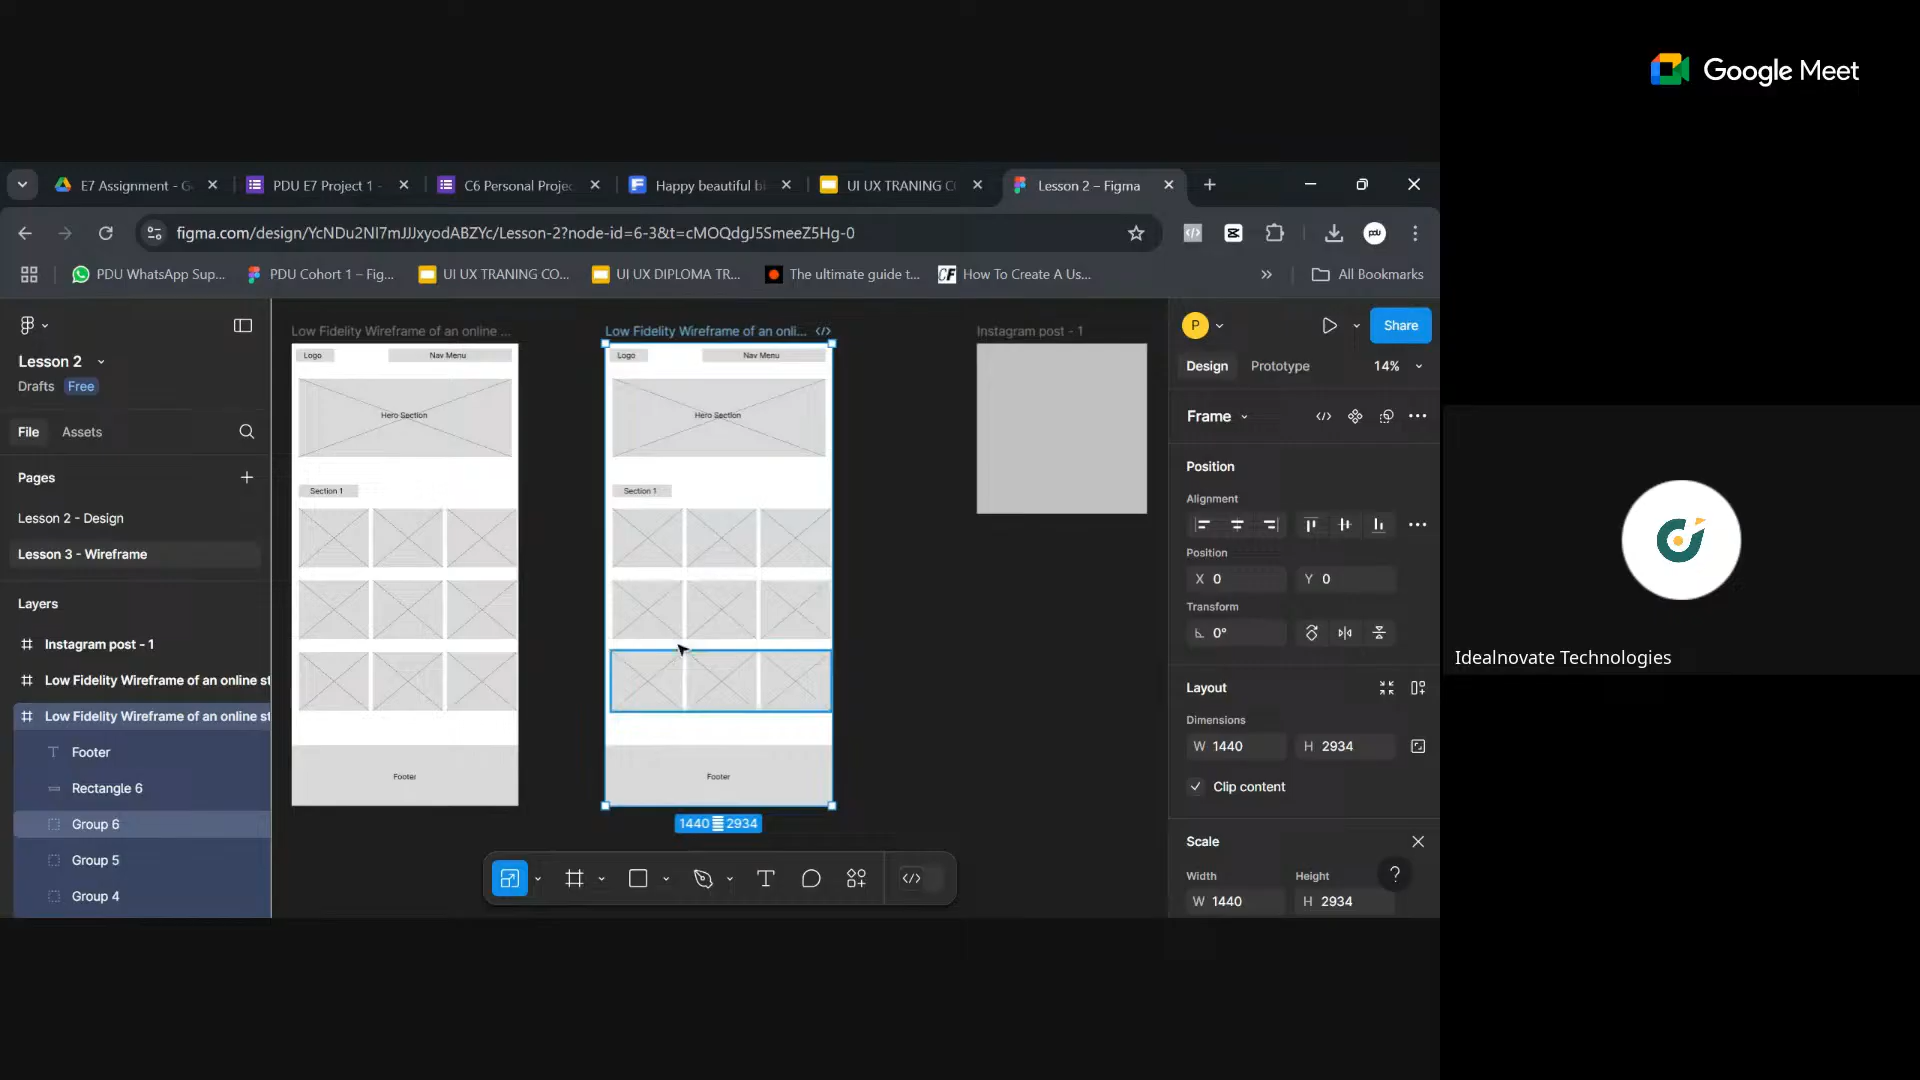 Google Meet
E7 Assignment - G
PDU E7 Project 1 -
C6 Personal Projec
Happy beautiful bi
UI UX TRANING C
Lesson 2 – Figma
figma.com/design/YcNDu2NI7mJJJxyodABZYc/Lesson-2?node-id=6-3&t=cMOQdgJ5SmeeZ5Hg-0
pdu
PDU WhatsApp Sup...
PDU Cohort 1 – Fig...
UI UX TRANING CO...
UI UX DIPLOMA TR...
The ultimate guide t...
CF How To Create A Us...
All Bookmarks
Lesson 2
Drafts Free
File Assets
Pages
Lesson 2 - Design
Lesson 3 - Wireframe
Layers
Instagram post - 1
Low Fidelity Wireframe of an online st
Low Fidelity Wireframe of an online st
Footer
Rectangle 6
Group 6
Group 5
Group 4
Low Fidelity Wireframe of an online ...
Logo Nav Menu
Hero Section
Section 1
Footer
Low Fidelity Wireframe of an onli...
Logo Nav Menu
Hero Section
Section 1
Footer
Instagram post - 1
P
Share
Design Prototype 14%
Frame
Position
Alignment
Position
X 0 Y 0
Transform
0°
Layout
Dimensions
W 1440 H 2934
Clip content
Scale
Width Height
W 1440 H 2934
?
Idealnovate Technologies